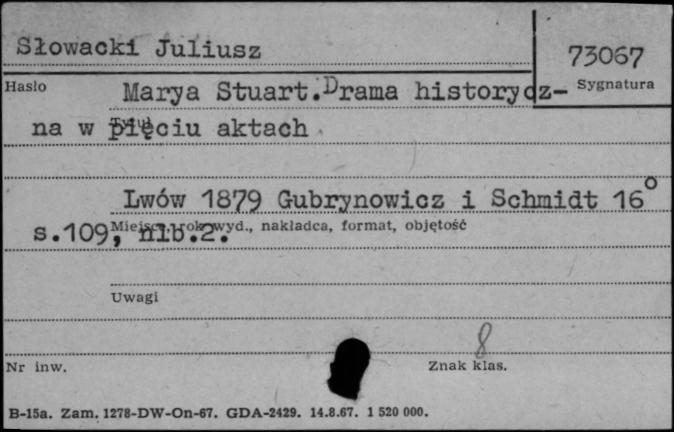 Słowacki Juliusz
73067
Hasło
Marya Stuart. Drama historycz-
Sygnatura
na w pięciu aktach
Tytuł
Lwów 1879 Gubrynowicz i Schmidt 16°
Miejsce, rok wyd., nakładca, format, objętość
s.109, nlb.2.
Uwagi
8
Nr inw.
Znak klas.
B-15a. Zam. 1278-DW-On-67. GDA-2429. 14.8.67. 1 520 000.